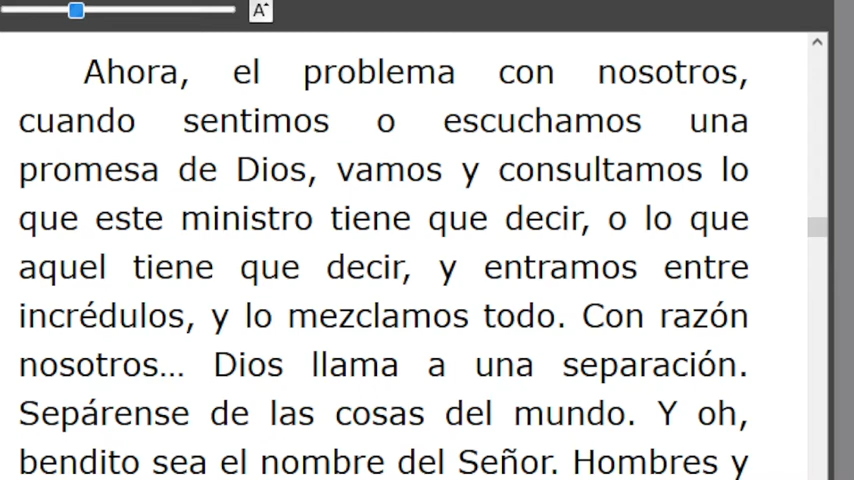 A
Ahora, el problema con nosotros,
cuando sentimos o escuchamos una
promesa de Dios, vamos y consultamos lo
que este ministro tiene que decir, o lo que
aquel tiene que decir, y entramos entre
incrédulos, y lo mezclamos todo. Con razón
nosotros... Dios llama a una separación.
Sepárense de las cosas del mundo. Y oh,
bendito sea el nombre del Señor. Hombres y